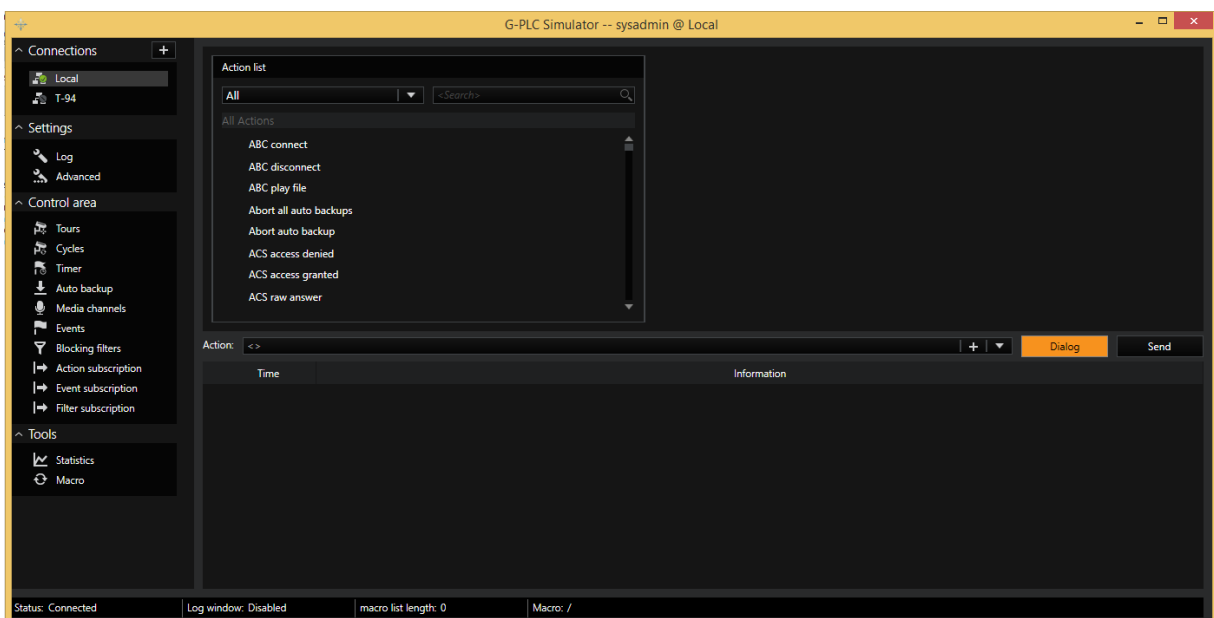 G-PLC Simulator -- sysadmin @ Local
Connections
Local
T-94
Settings
Log
Advanced
Control area
Tours
Cycles
Timer
Auto backup
Media channels
Events
Blocking filters
Action subscription
Event subscription
Filter subscription
Tools
Statistics
Macro
Action list
All <Search>
All Actions
ABC connect
ABC disconnect
ABC play file
Abort all auto backups
Abort auto backup
ACS access denied
ACS access granted
ACS raw answer
Action: <> Dialog Send
Time Information
Status: Connected Log window: Disabled macro list length: 0 Macro: /